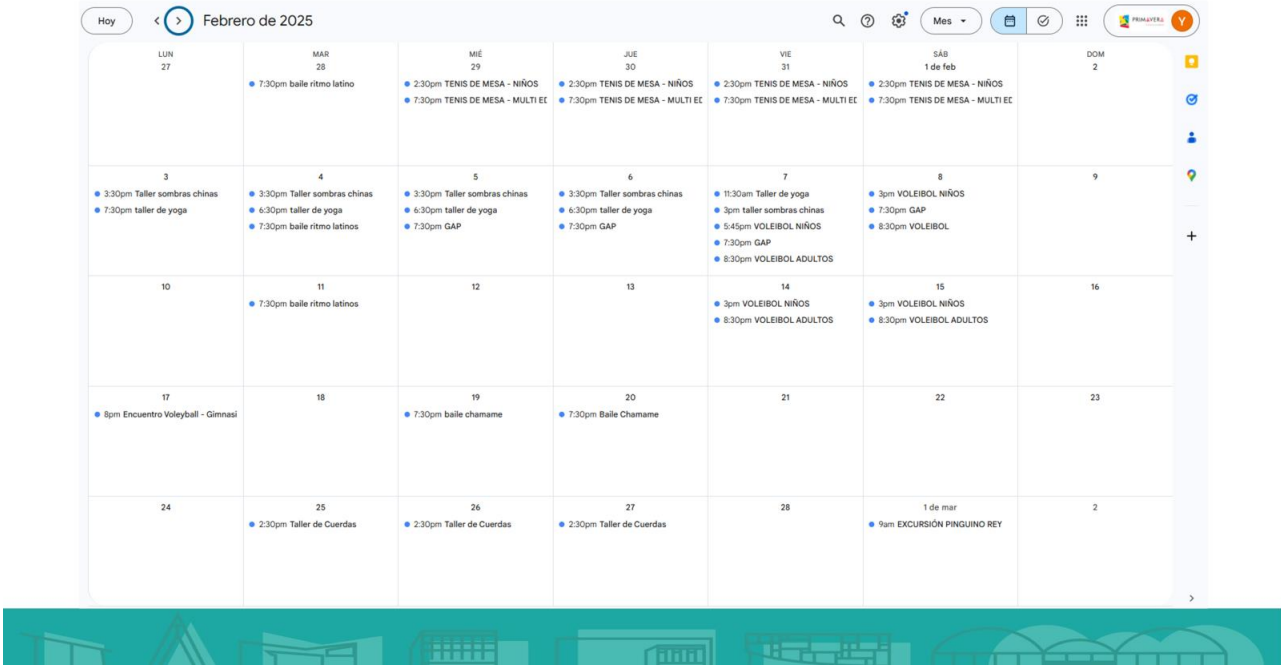 Hoy
Febrero de 2025
Mes
PRIMAVERA
Y
LUN
27
MAR
28
7:30pm baile ritmo latino
MIÉ
29
2:30pm TENIS DE MESA - NIÑOS
7:30pm TENIS DE MESA - MULTI ED
JUE
30
2:30pm TENIS DE MESA - NIÑOS
7:30pm TENIS DE MESA - MULTI ED
VIE
31
2:30pm TENIS DE MESA - NIÑOS
7:30pm TENIS DE MESA - MULTI ED
SÁB
1 de feb
2:30pm TENIS DE MESA - NIÑOS
7:30pm TENIS DE MESA - MULTI ED
DOM
2
3
3:30pm Taller sombras chinas
7:30pm taller de yoga
4
3:30pm Taller sombras chinas
6:30pm taller de yoga
7:30pm baile ritmo latinos
5
3:30pm Taller sombras chinas
6:30pm taller de yoga
7:30pm GAP
6
3:30pm Taller sombras chinas
6:30pm taller de yoga
7:30pm GAP
7
11:30am Taller de yoga
3pm taller sombras chinas
5:45pm VOLEIBOL NIÑOS
7:30pm GAP
8:30pm VOLEIBOL ADULTOS
8
3pm VOLEIBOL NIÑOS
7:30pm GAP
8:30pm VOLEIBOL
9
10
11
7:30pm baile ritmo latinos
12
13
14
3pm VOLEIBOL NIÑOS
8:30pm VOLEIBOL ADULTOS
15
3pm VOLEIBOL NIÑOS
8:30pm VOLEIBOL ADULTOS
16
17
8pm Encuentro Voleyball - Gimnasi
18
19
7:30pm baile chamame
20
7:30pm Baile Chamame
21
22
23
24
25
2:30pm Taller de Cuerdas
26
2:30pm Taller de Cuerdas
27
2:30pm Taller de Cuerdas
28
1 de mar
9am EXCURSIÓN PINGUINO REY
2